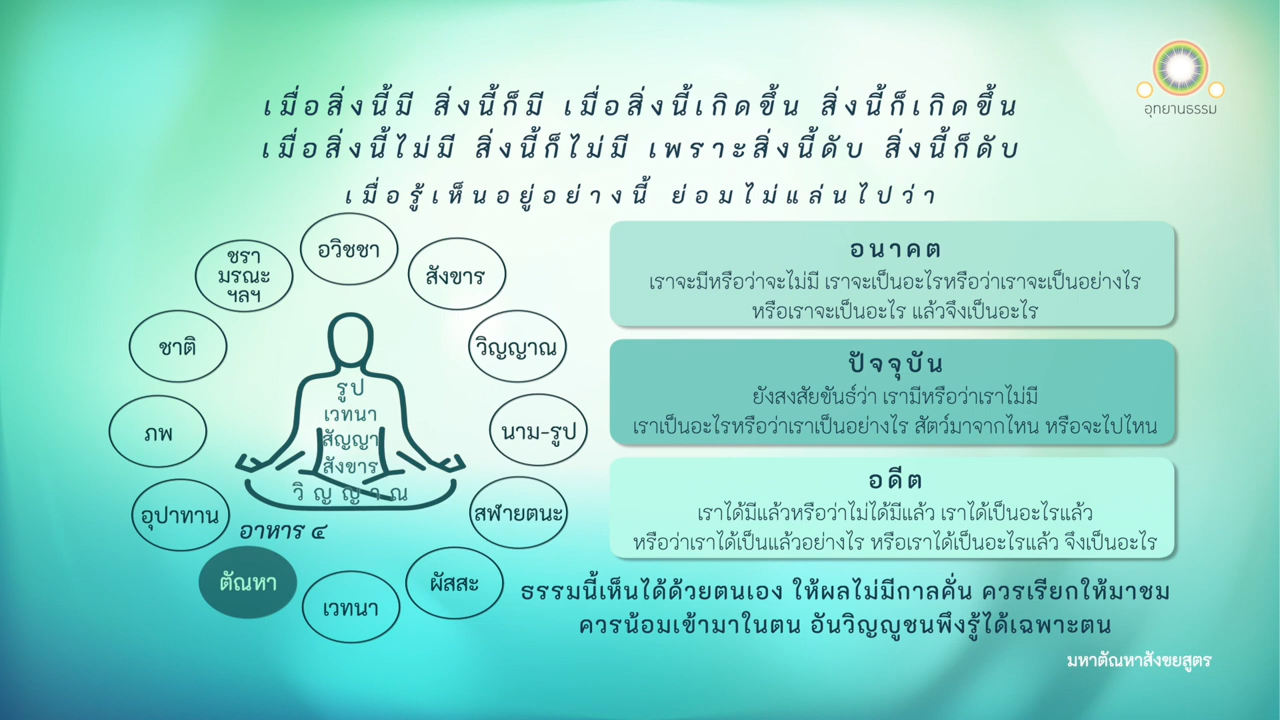 อุทยานธรรม
เมื่อสิ่งนี้มี สิ่งนี้ก็มี เมื่อสิ่งนี้เกิดขึ้น สิ่งนี้ก็เกิดขึ้น
เมื่อสิ่งนี้ไม่มี สิ่งนี้ก็ไม่มี เพราะสิ่งนี้ดับ สิ่งนี้ก็ดับ
เมื่อรู้เห็นอยู่อย่างนี้ ย่อมไม่แล่นไปว่า
อวิชชา
สังขาร
วิญญาณ
นาม-รูป
สฬายตนะ
ผัสสะ
เวทนา
ตัณหา
อุปาทาน
ภพ
ชาติ
ชรา
มรณะ
ฯลฯ
รูป
เวทนา
สัญญา
สังขาร
วิญญาณ
อาหาร ๔
อนาคต
เราจะมีหรือว่าจะไม่มี เราจะเป็นอะไรหรือว่าเราจะเป็นอย่างไร
หรือเราจะเป็นอะไร แล้วจึงเป็นอะไร
ปัจจุบัน
ยังสงสัยขันธ์ว่า เรามีหรือว่าเราไม่มี
เราเป็นอะไรหรือว่าเราเป็นอย่างไร สัตว์มาจากไหน หรือจะไปไหน
อดีต
เราได้มีแล้วหรือว่าไม่ได้มีแล้ว เราได้เป็นอะไรแล้ว
หรือว่าเราได้เป็นแล้วอย่างไร หรือเราได้เป็นอะไรแล้ว จึงเป็นอะไร
ธรรมนี้เห็นได้ด้วยตนเอง ให้ผลไม่มีกาลคั่น ควรเรียกให้มาชม
ควรน้อมเข้ามาในตน อันวิญญูชนพึงรู้ได้เฉพาะตน
มหาตัณหาสังขยสูตร